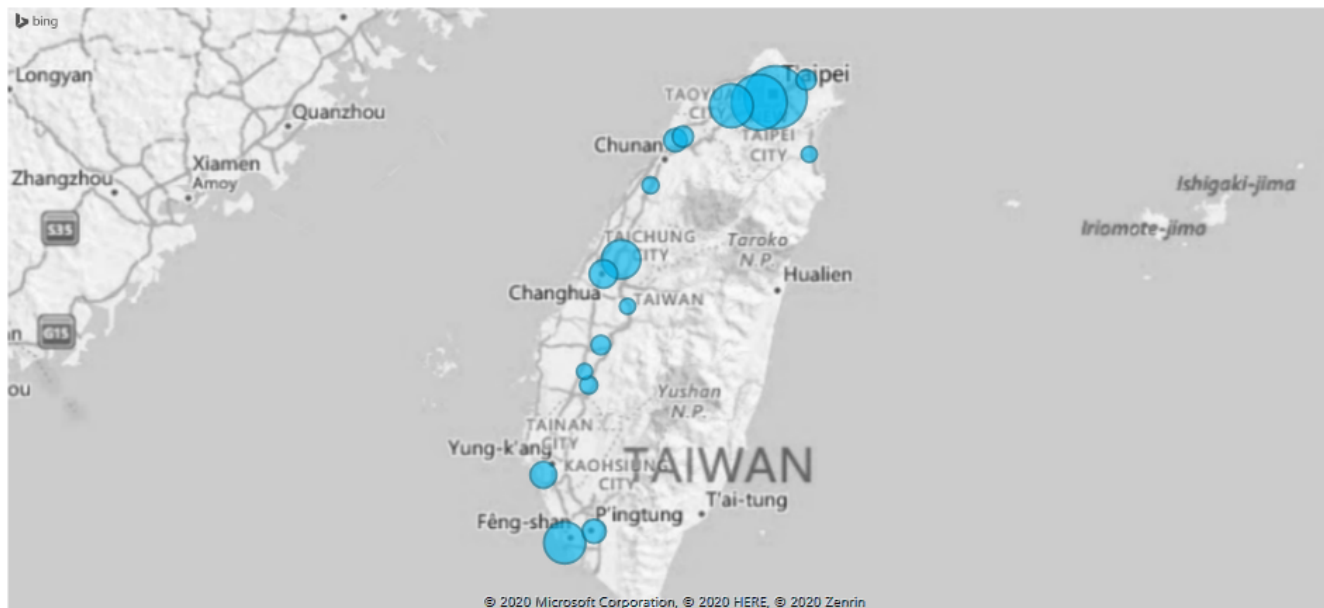 bing
Longyan
Quanzhou
Xiamen
Amoy
Zhangzhou
S35
G15
ou
Taipei
TAOYUA
CITY
TAIPEI
CITY
Chunan
TAICHUNG
CITY
Taroko
N.P.
Hualien
Changhua
TAIWAN
Ishigaki-jima
Iriomote-jima
Yushan
N.P.
TAINAN
CITY
Yung-k'ang
KAOHSIUNG
CITY
TAIWAN
T'ai-tung
Fêng-shan
P'ingtung
© 2020 Microsoft Corporation, © 2020 HERE, © 2020 Zenrin